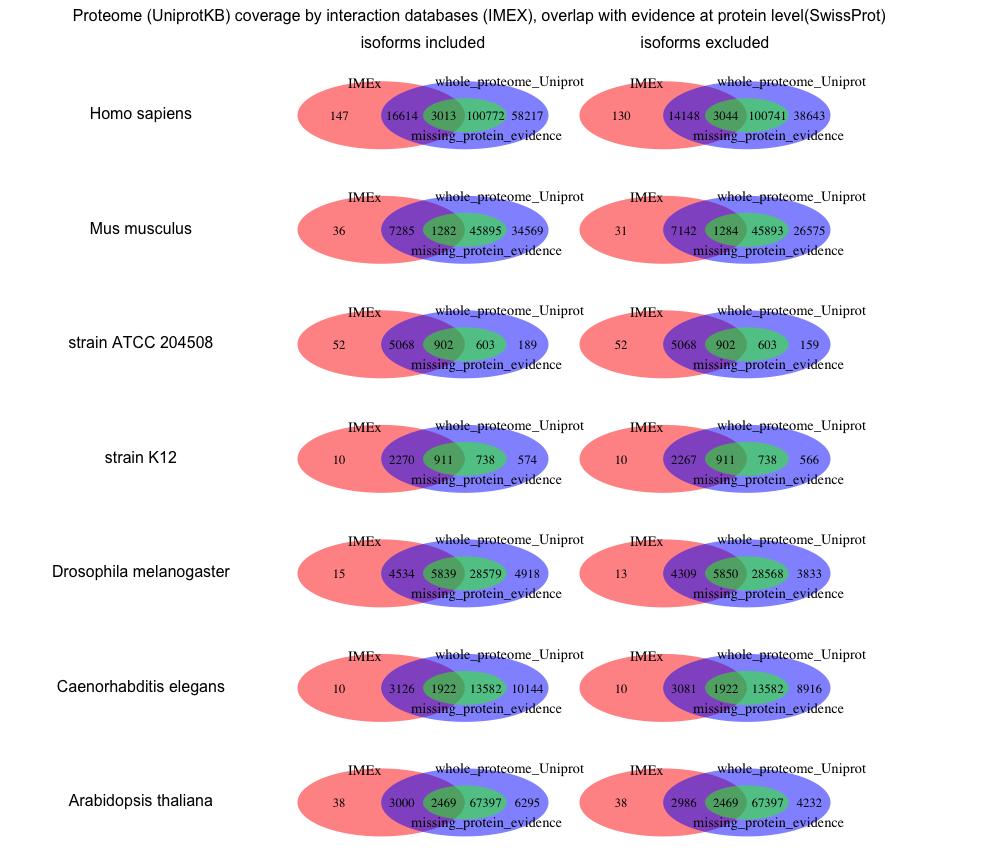 Proteome (UniprotKB) coverage by interaction databases (IMEX), overlap with evidence at protein level(SwissProt)
isoforms included isoforms excluded
IMEx whole_proteome_Uniprot IMEx whole_proteome_Uniprot
Homo sapiens 147 16614 3013 100772 58217 130 14148 3044 100741 38643
missing_protein_evidence missing_protein_evidence
IMEx whole_proteome_Uniprot IMEx whole_proteome_Uniprot
Mus musculus 36 7285 1282 45895 34569 31 7142 1284 45893 26575
missing_protein_evidence missing_protein_evidence
IMEx whole_proteome_Uniprot IMEx whole_proteome_Uniprot
strain ATCC 204508 52 5068 902 603 189 52 5068 902 603 159
missing_protein_evidence missing_protein_evidence
IMEx whole_proteome_Uniprot IMEx whole_proteome_Uniprot
strain K12 10 2270 911 738 574 10 2267 911 738 566
missing_protein_evidence missing_protein_evidence
IMEx whole_proteome_Uniprot IMEx whole_proteome_Uniprot
Drosophila melanogaster 15 4534 5839 28579 4918 13 4309 5850 28568 3833
missing_protein_evidence missing_protein_evidence
IMEx whole_proteome_Uniprot IMEx whole_proteome_Uniprot
Caenorhabditis elegans 10 3126 1922 13582 10144 10 3081 1922 13582 8916
missing_protein_evidence missing_protein_evidence
IMEx whole_proteome_Uniprot IMEx whole_proteome_Uniprot
Arabidopsis thaliana 38 3000 2469 67397 6295 38 2986 2469 67397 4232
missing_protein_evidence missing_protein_evidence